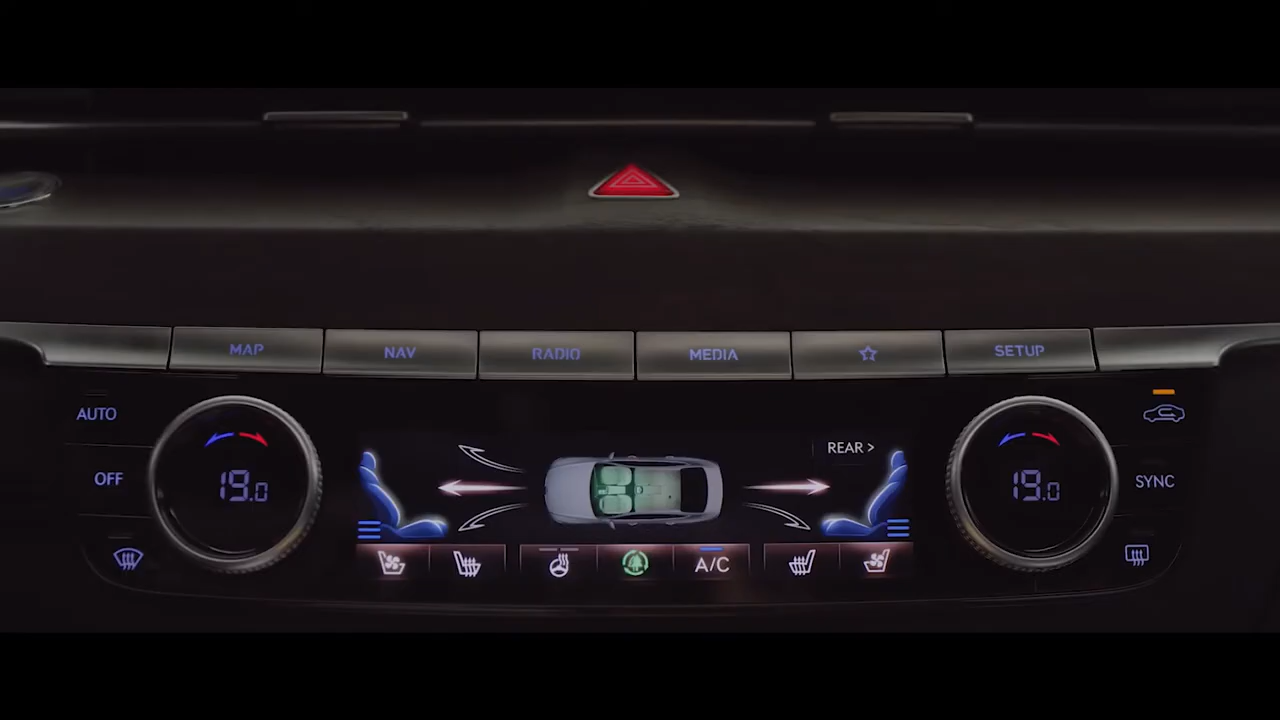 MAP NAV RADIO MEDIA SETUP
AUTO
REAR >
OFF
19.0
19.0
SYNC
A/C